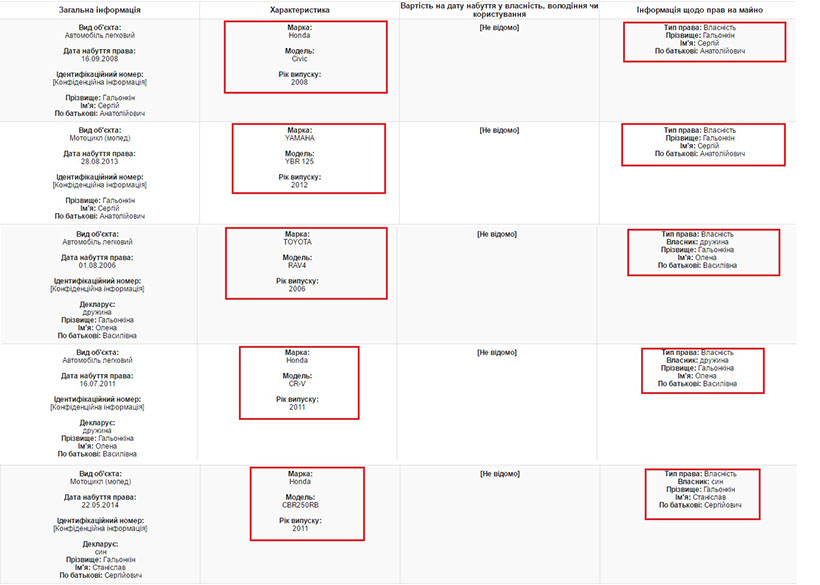 Загальна інформація
Характеристика
Вартість на дату набуття у власність, володіння чи
користування
Інформація щодо прав на майно
Вид об'єкта:
Автомобіль легковий
Дата набуття права:
16.09.2008
Ідентифікаційний номер:
[Конфіденційна інформація]
Прізвище: Гальонкін
Ім'я: Сергій
По батькові: Анатолійович
Марка:
Honda
Модель:
Civic
Рік випуску:
2008
[Не відомо]
Тип права: Власність
Прізвище: Гальонкін
Ім'я: Сергій
По батькові: Анатолійович
Вид об'єкта:
Мотоцикл (мопед)
Дата набуття права:
28.08.2013
Ідентифікаційний номер:
[Конфіденційна інформація]
Прізвище: Гальонкін
Ім'я: Сергій
По батькові: Анатолійович
Марка:
YAMAHA
Модель:
YBR 125
Рік випуску:
2012
[Не відомо]
Тип права: Власність
Прізвище: Гальонкін
Ім'я: Сергій
По батькові: Анатолійович
Вид об'єкта:
Автомобіль легковий
Дата набуття права:
01.08.2006
Ідентифікаційний номер:
[Конфіденційна інформація]
Декларує:
дружина
Прізвище: Гальонкіна
Ім'я: Олена
По батькові: Василівна
Марка:
TOYOTA
Модель:
RAV4
Рік випуску:
2006
[Не відомо]
Тип права: Власність
Власник: дружина
Прізвище: Гальонкіна
Ім'я: Олена
По батькові: Василівна
Вид об'єкта:
Автомобіль легковий
Дата набуття права:
16.07.2011
Ідентифікаційний номер:
[Конфіденційна інформація]
Декларує:
дружина
Прізвище: Гальонкіна
Ім'я: Олена
По батькові: Василівна
Марка:
Honda
Модель:
CR-V
Рік випуску:
2011
[Не відомо]
Тип права: Власність
Власник: дружина
Прізвище: Гальонкіна
Ім'я: Олена
По батькові: Василівна
Вид об'єкта:
Мотоцикл (мопед)
Дата набуття права:
22.05.2014
Ідентифікаційний номер:
[Конфіденційна інформація]
Декларує:
син
Прізвище: Гальонкін
Ім'я: Станіслав
По батькові: Сергійович
Марка:
Honda
Модель:
CBR250RB
Рік випуску:
2011
[Не відомо]
Тип права: Власність
Власник: син
Прізвище: Гальонкін
Ім'я: Станіслав
По батькові: Сергійович